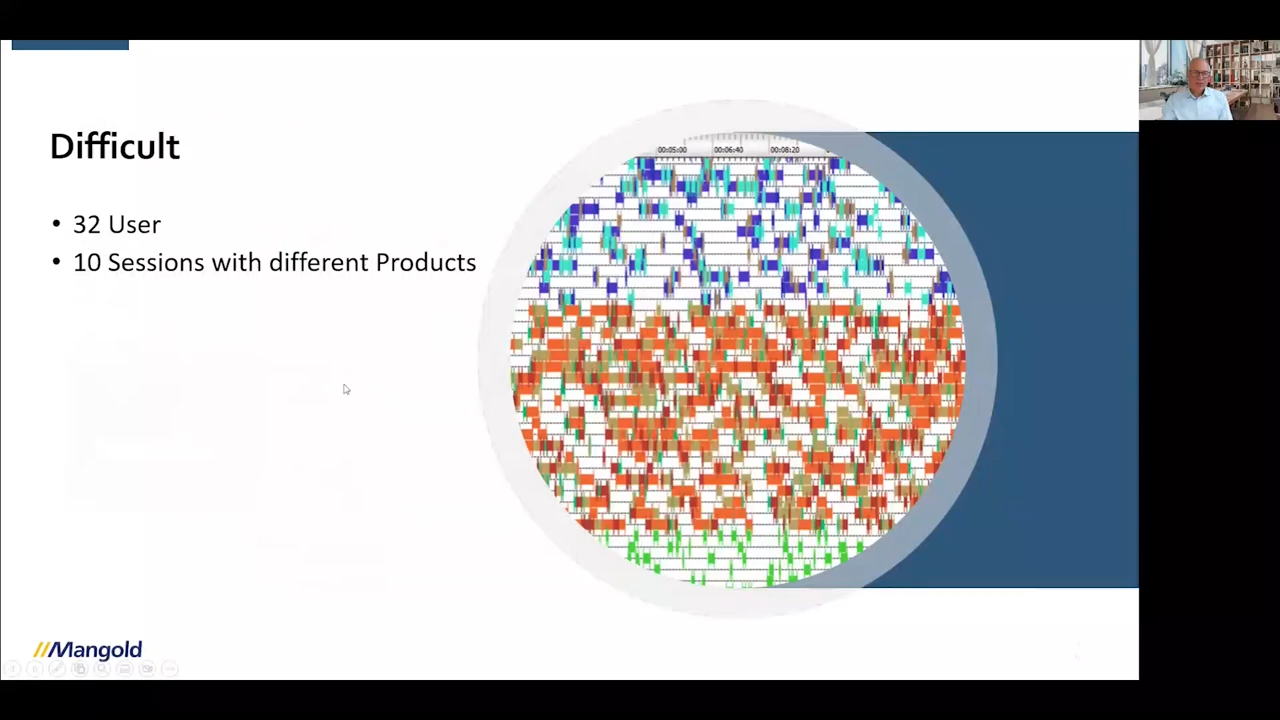 Difficult
• 32 User
• 10 Sessions with different Products
00:05:00 00:06:40 00:08:20
//Mangold